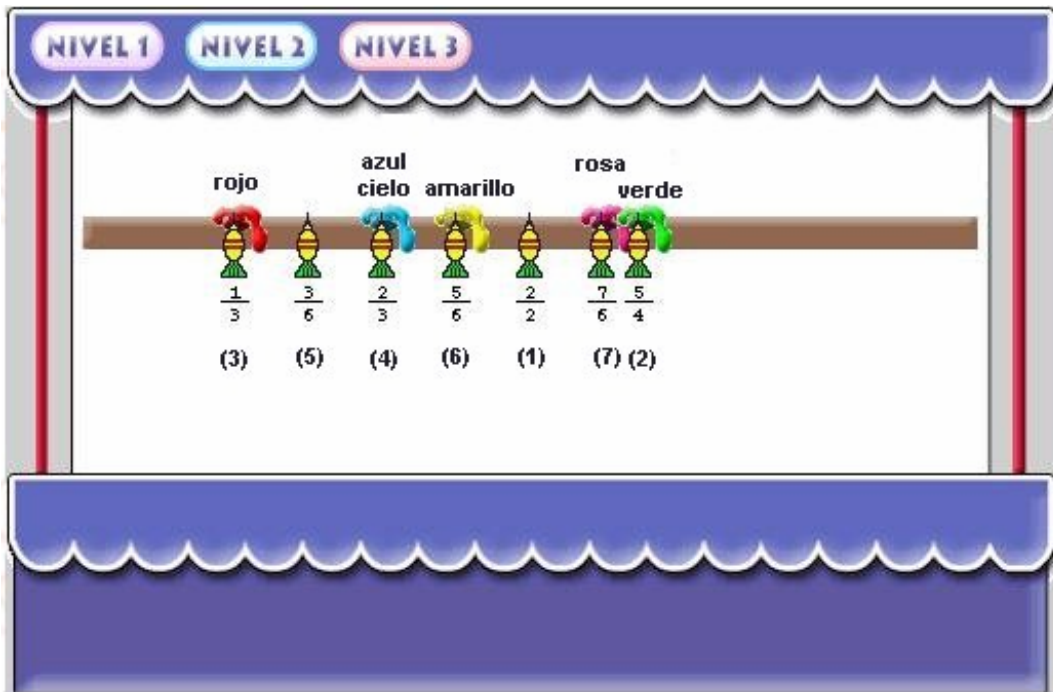 NIVEL 1 NIVEL 2 NIVEL 3
rojo azul cielo amarillo rosa verde
1/3 3/6 2/3 5/6 2/2 7/6 5/4
(3) (5) (4) (6) (1) (7) (2)